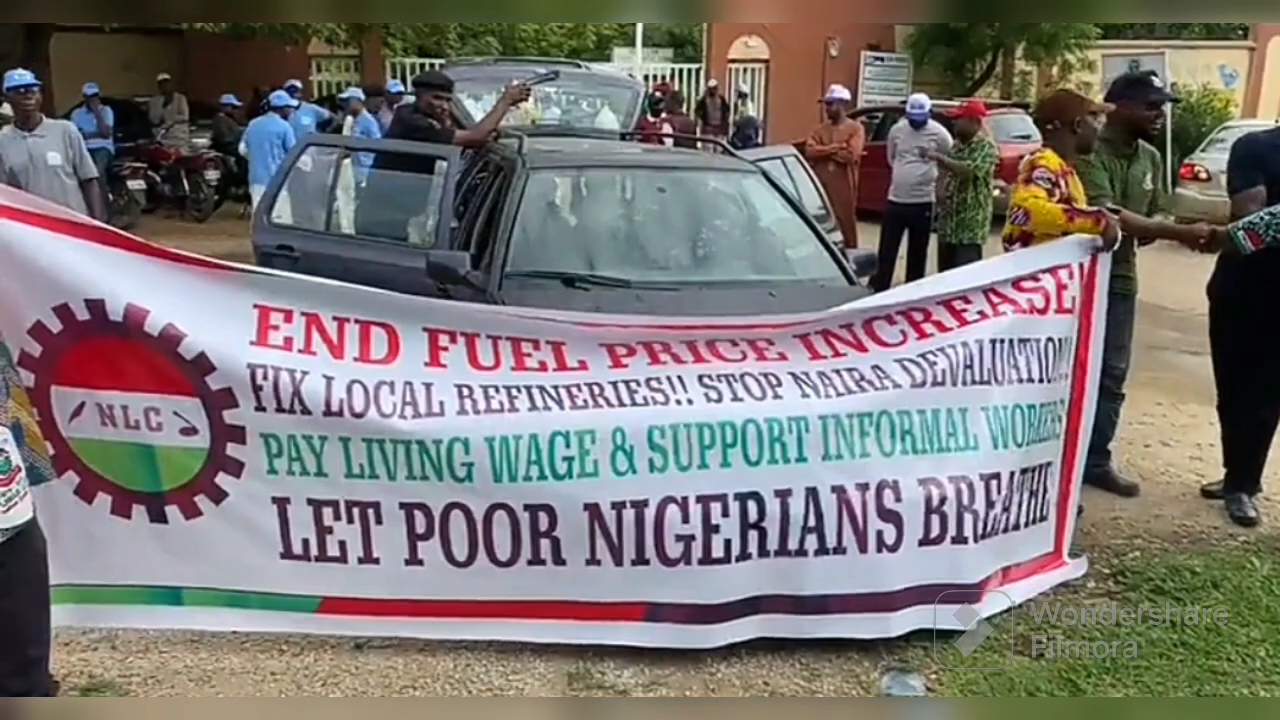 END FUEL PRICE INCREASE
FIX LOCAL REFINERIES!! STOP NAIRA DEVALUATION!
PAY LIVING WAGE & SUPPORT INFORMAL WORKERS
LET POOR NIGERIANS BREATHE
NLC
Wondershare
Filmora